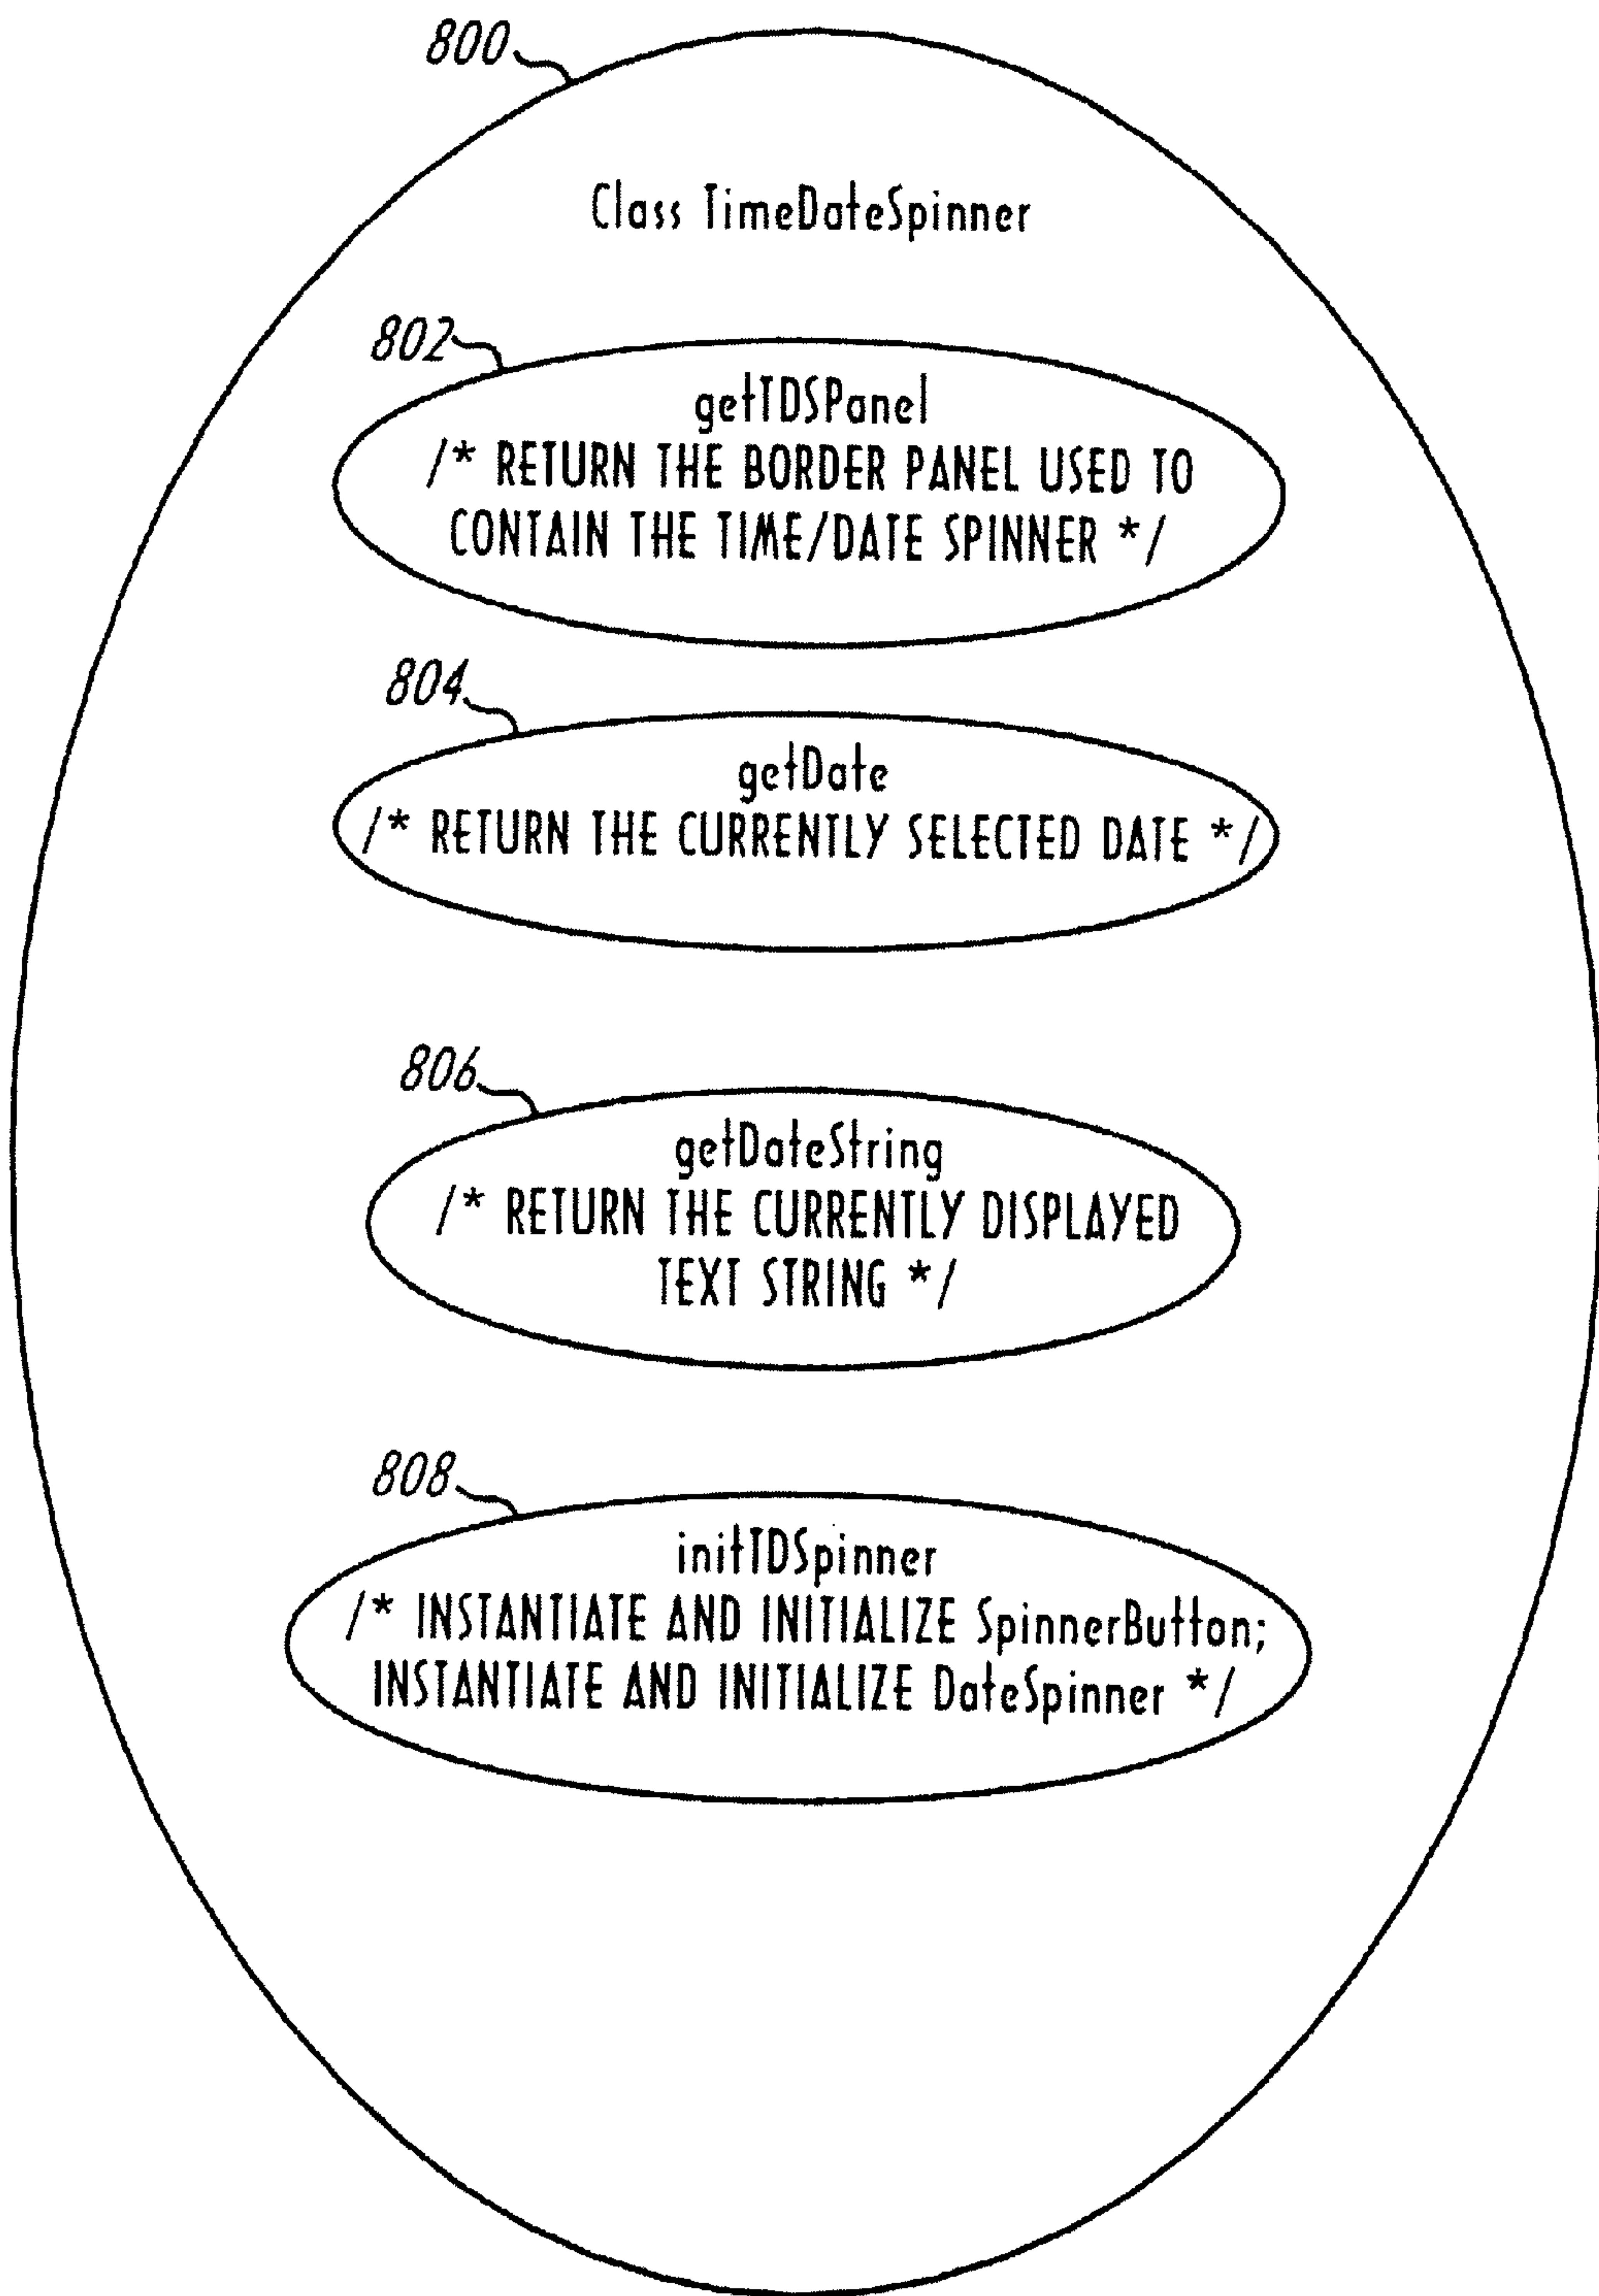 800
Class TimeDateSpinner
802
getTDSPanel
/* RETURN THE BORDER PANEL USED TO
CONTAIN THE TIME/DATE SPINNER */
804
getDate
/* RETURN THE CURRENTLY SELECTED DATE */
806
getDateString
/* RETURN THE CURRENTLY DISPLAYED
TEXT STRING */
808
initTDSpinner
/* INSTANTIATE AND INITIALIZE SpinnerButton;
INSTANTIATE AND INITIALIZE DateSpinner */